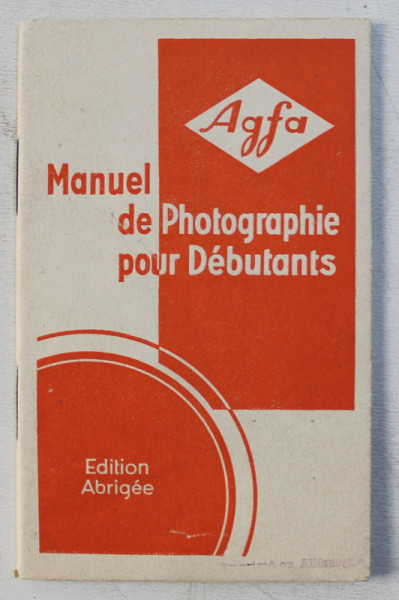 Agfa
Manuel
de Photographie
pour Débutants
Edition
Abrigée